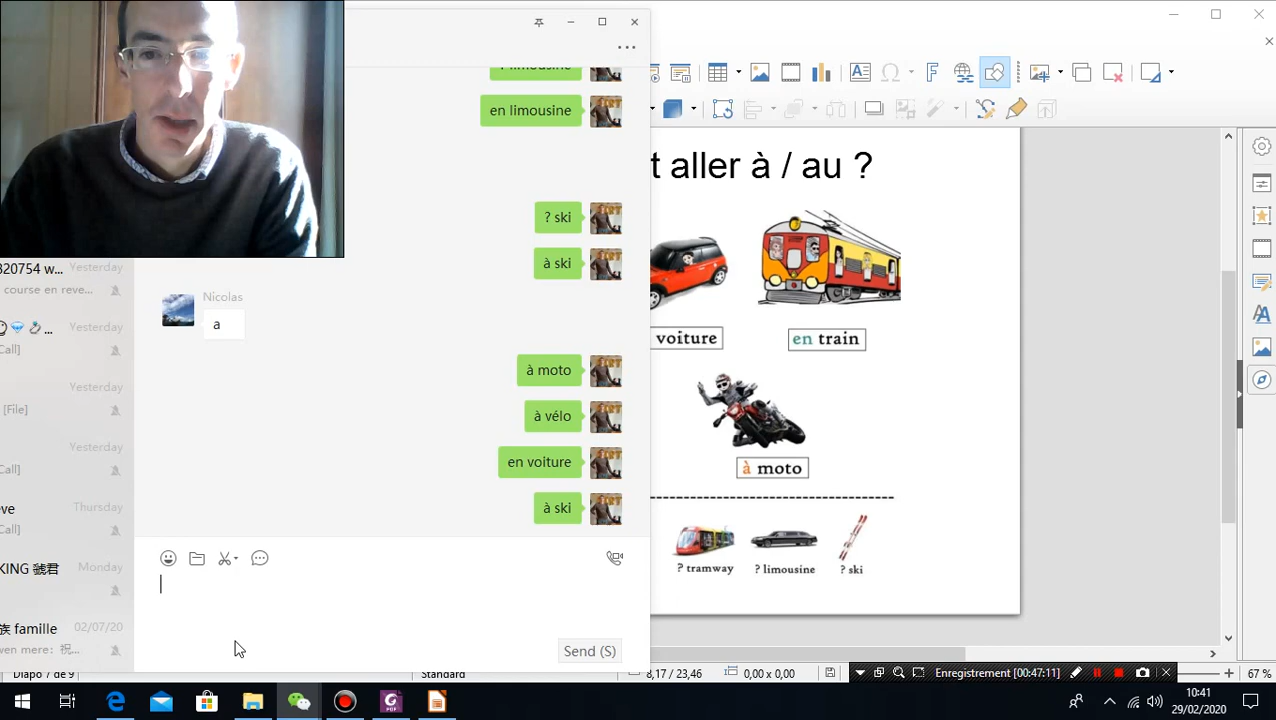 en limousine
? ski
à ski
Nicolas
a
à moto
à vélo
en voiture
à ski
Send (S)
320754 w... Yesterday
course en reve...
... Yesterday
Call]
Yesterday
[File]
Yesterday
Call]
Thursday
Call]
KING 虢君 Monday
famille 02/07/20
Diapo 7 de 9
Standard
t aller à / au ?
voiture
en train
à moto
? tramway
? limousine
? ski
8,17 / 23,46
0,00 x 0,00
Enregistrement [00:47:11]
67 %
10:41
29/02/2020